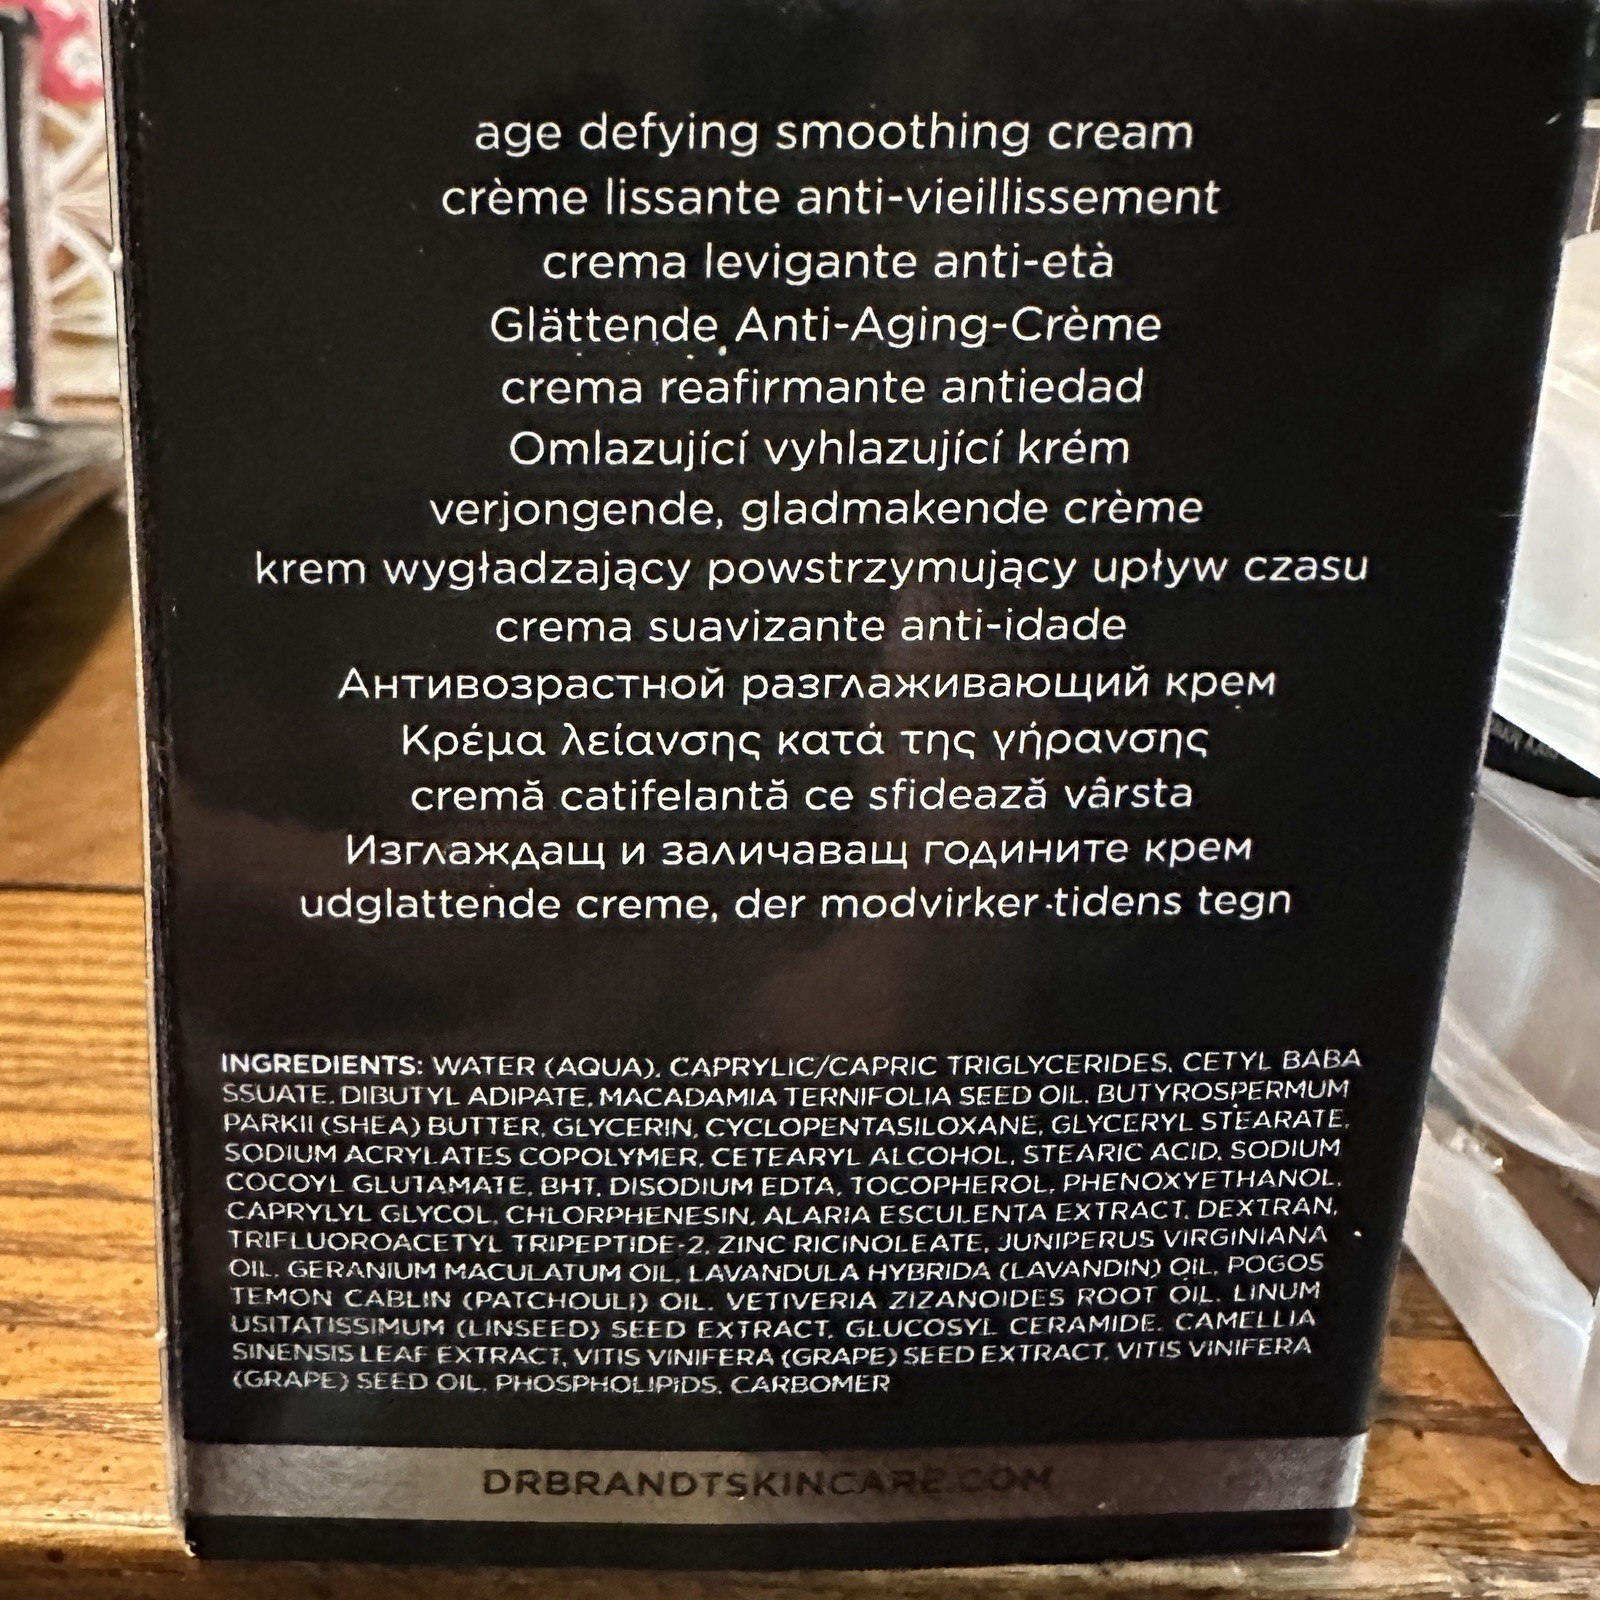 age defying smoothing cream
crème lissante anti-vieillissement
crema levigante anti-età
Glättende Anti-Aging-Crème
crema reafirmante antiedad
Omlazující vyhlazující krém
verjongende, gladmakende crème
krem wygładzający powstrzymujący upływ czasu
crema suavizante anti-idade
Антивозрастной разглаживающий крем
Κρέμα λείανσης κατά της γήρανσης
cremă catifelantă ce sfidează vârsta
Изглаждащ и заличаващ годините крем
udglattende creme, der modvirker tidens tegn
INGREDIENTS: WATER (AQUA), CAPRYLIC/CAPRIC TRIGLYCERIDES, CETYL BABA
SSUATE, DIBUTYL ADIPATE, MACADAMIA TERNIFOLIA SEED OIL, BUTYROSPERMUM
PARKII (SHEA) BUTTER, GLYCERIN, CYCLOPENTASILOXANE, GLYCERYL STEARATE,
SODIUM ACRYLATES COPOLYMER, CETEARYL ALCOHOL, STEARIC ACID, SODIUM
COCOYL GLUTAMATE, BHT, DISODIUM EDTA, TOCOPHEROL, PHENOXYETHANOL,
CAPRYLYL GLYCOL, CHLORPHENESIN, ALARIA ESCULENTA EXTRACT, DEXTRAN,
TRIFLUOROACETYL TRIPEPTIDE-2, ZINC RICINOLEATE, JUNIPERUS VIRGINIANA
OIL, GERANIUM MACULATUM OIL, LAVANDULA HYBRIDA (LAVANDIN) OIL, POGOS
TEMON CABLIN (PATCHOULI) OIL, VETIVERIA ZIZANOIDES ROOT OIL, LINUM
USITATISSIMUM (LINSEED) SEED EXTRACT, GLUCOSYL CERAMIDE, CAMELLIA
SINENSIS LEAF EXTRACT, VITIS VINIFERA (GRAPE) SEED EXTRACT, VITIS VINIFERA
(GRAPE) SEED OIL, PHOSPHOLIPIDS, CARBOMER
DRBRANDTSKINCARE.COM